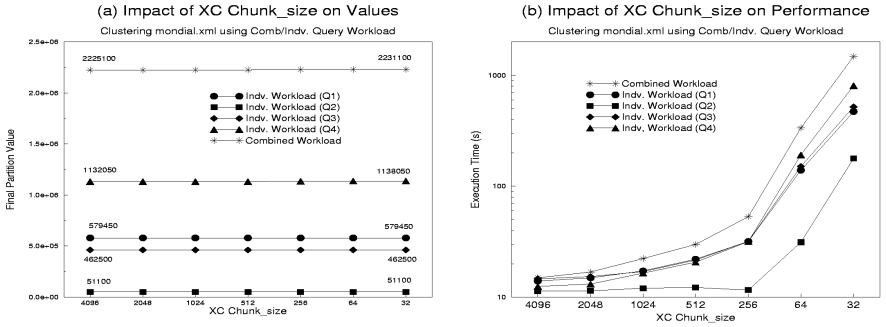 (a) Impact of XC Chunk_size on Values
Clustering mondial.xml using Comb/Indv. Query Workload
2.5e+06
2.0e+06
1.5e+06
1.0e+06
5.0e+05
0.0e+00
Final Partition Value
2225100
2231100
Indv. Workload (Q1)
Indv. Workload (Q2)
Indv. Workload (Q3)
Indv. Workload (Q4)
Combined Workload
1132050
1138050
579450
579450
462500
462500
51100
51100
4096 2048 1024 512 256 64 32
XC Chunk_size
(b) Impact of XC Chunk_size on Performance
Clustering mondial.xml using Comb/Indv. Query Workload
1000
100
10
Execution Time (s)
Combined Workload
Indv. Workload (Q1)
Indv. Workload (Q2)
Indv. Workload (Q3)
Indv, Workload (Q4)
4096 2048 1024 512 256 64 32
XC Chunk_size